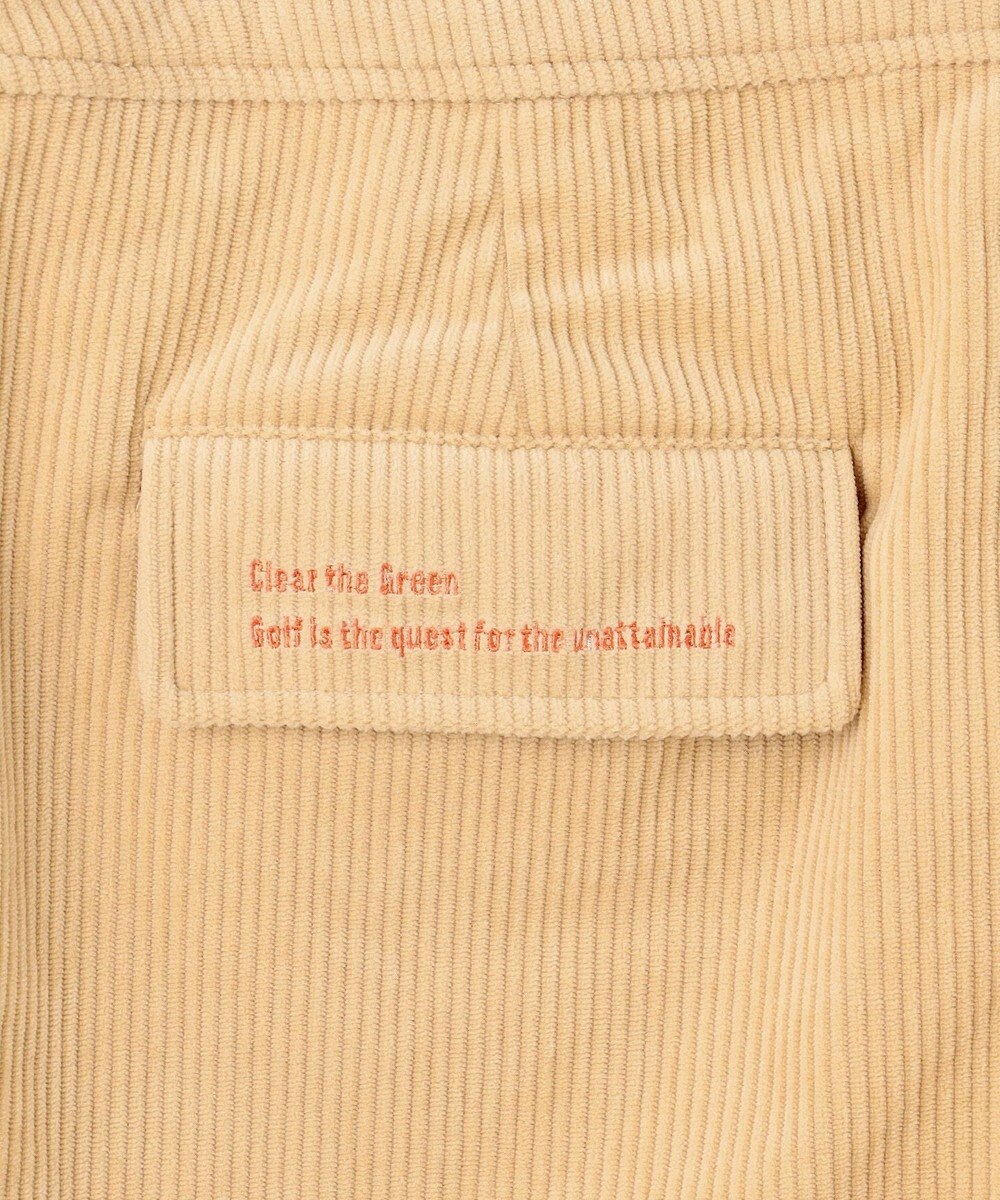 Clear the Green
Golf is the quest for the unattainable